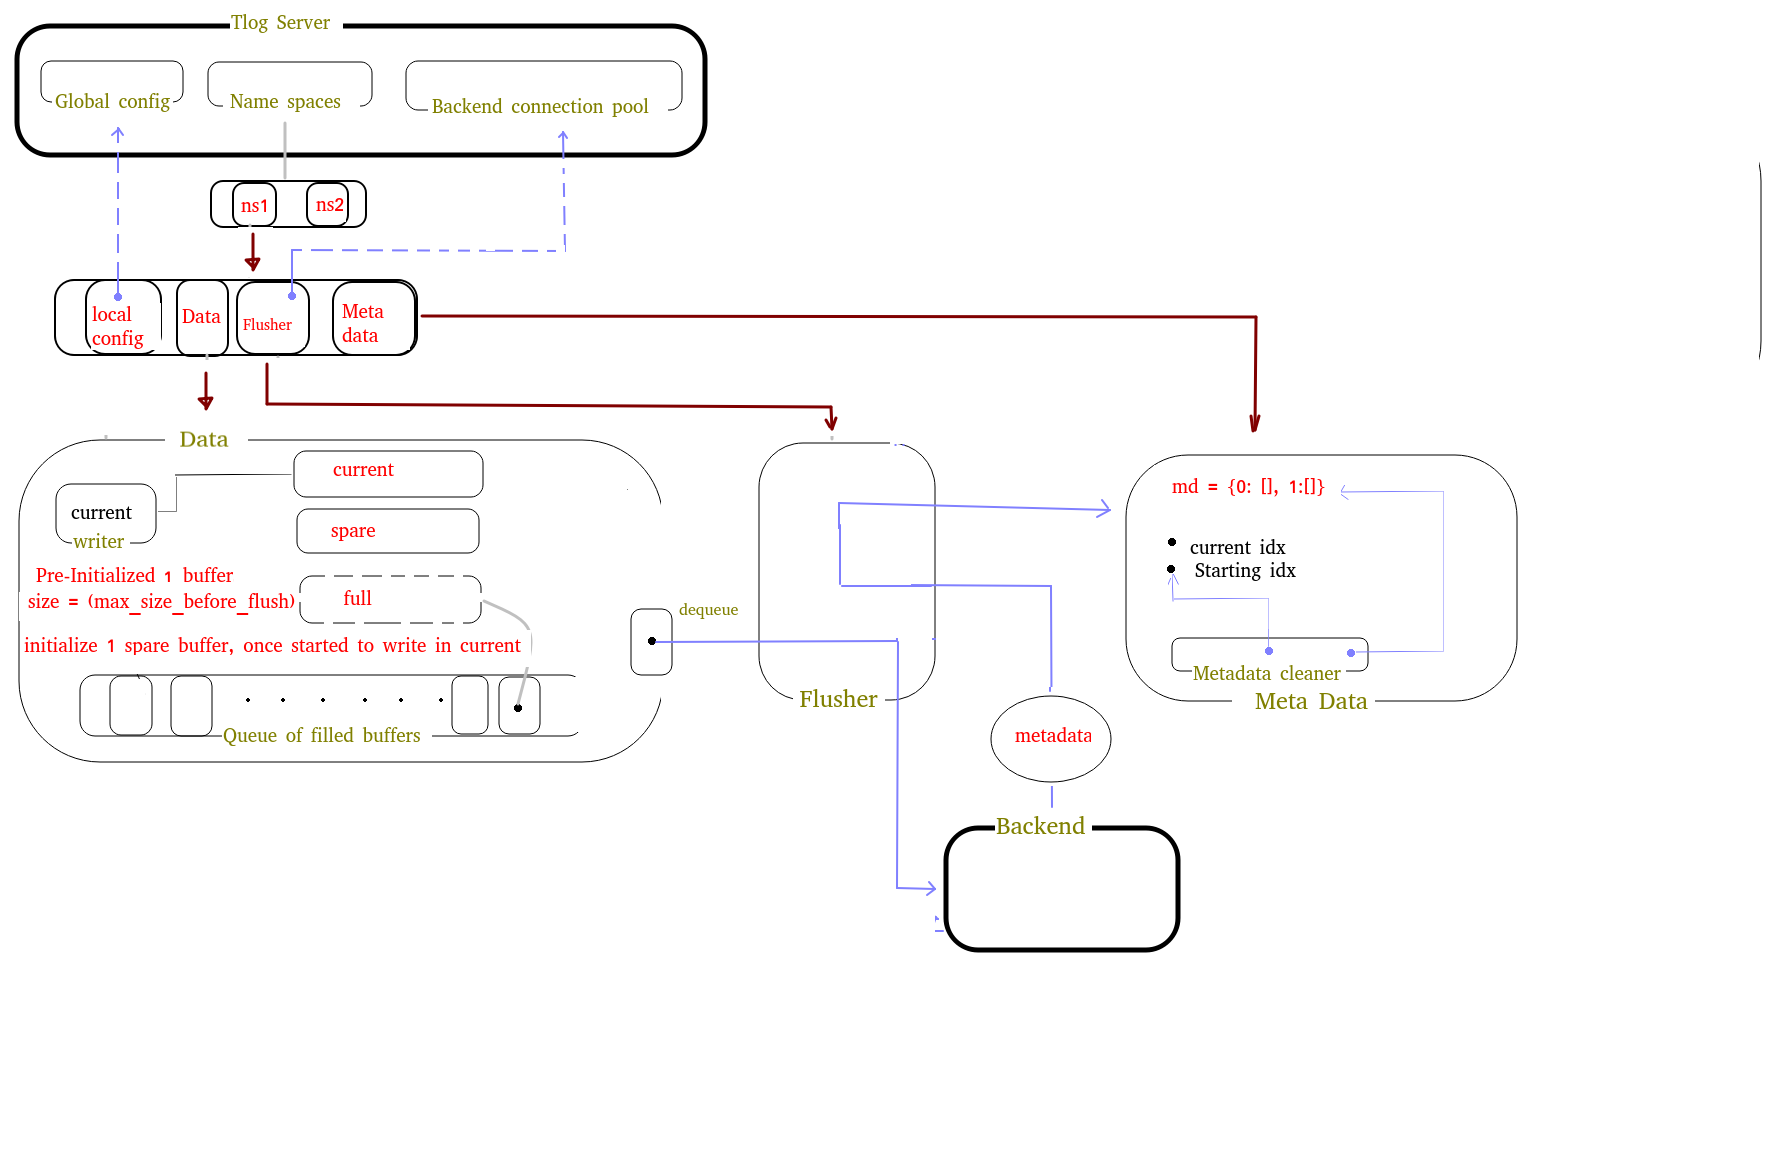 Tlog Server
Global config
Name spaces
Backend connection pool
ns1
ns2
local
config
Data
Flusher
Meta
data
Data
current
current
writer
spare
Pre-Initialized 1 buffer
size = (max_size_before_flush)
full
initialize 1 spare buffer, once started to write in current
dequeue
Queue of filled buffers
Flusher
md = {0: [], 1:[]}
current idx
Starting idx
Metadata cleaner
Meta Data
metadata
Backend